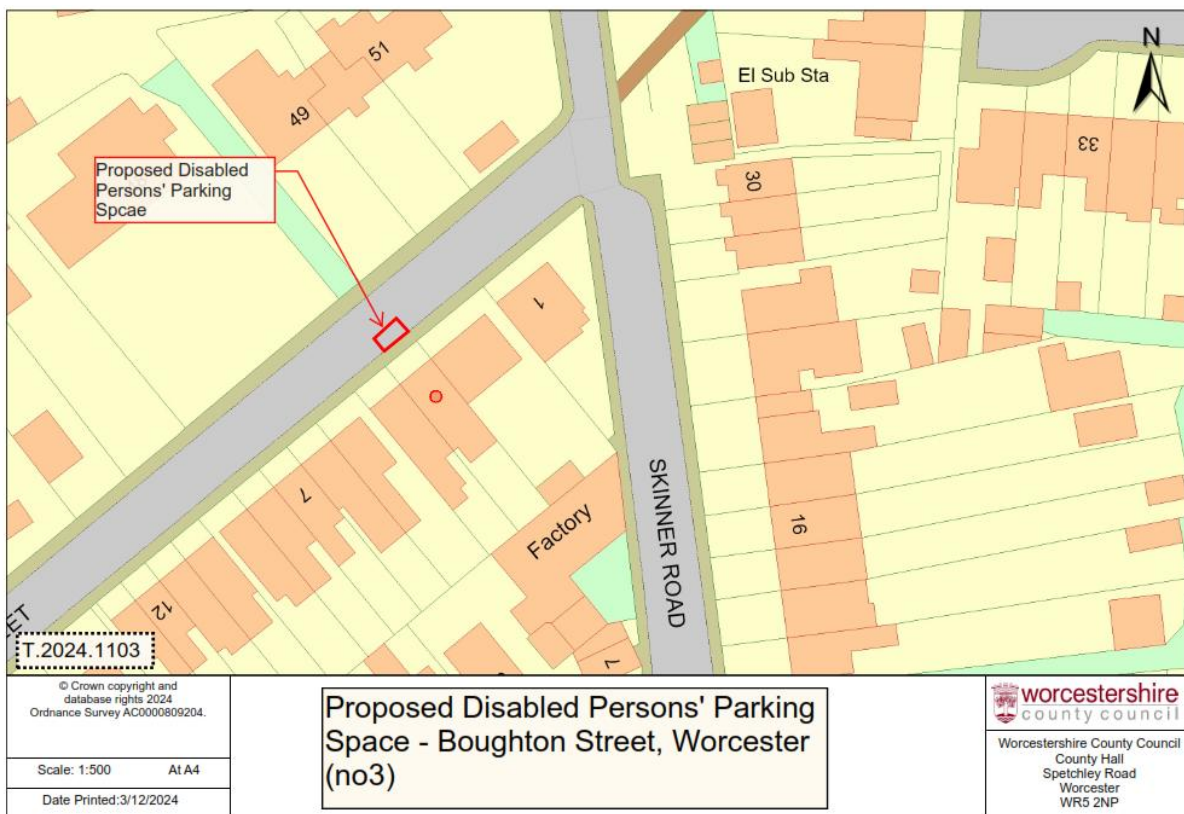 51
49
El Sub Sta
N
33
Proposed Disabled
Persons' Parking
Spcae
30
1
7
Factory
SKINNER ROAD
16
12
ET
T.2024.1103
7
© Crown copyright and
database rights 2024
Ordnance Survey AC0000809204.
Scale: 1:500 At A4
Date Printed:3/12/2024
Proposed Disabled Persons' Parking
Space - Boughton Street, Worcester
(no3)
worcestershire
county council
Worcestershire County Council
County Hall
Spetchley Road
Worcester
WR5 2NP